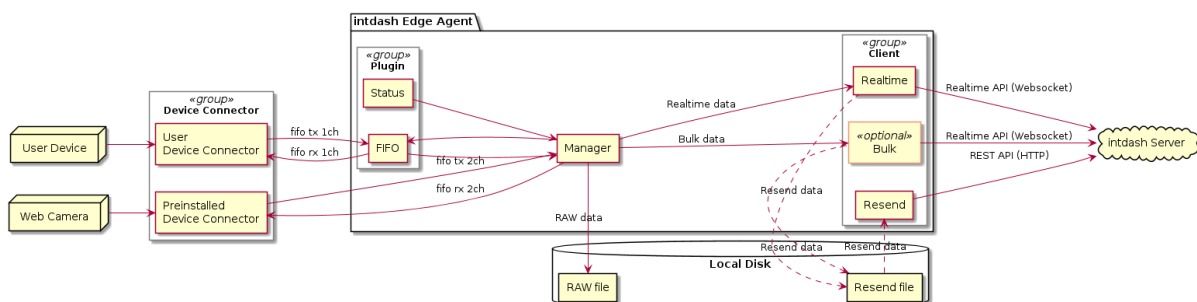 intdash Edge Agent
«group»
Plugin
Status
FIFO
«group»
Client
Realtime
«optional»
Bulk
Resend
«group»
Device Connector
User
Device Connector
Preinstalled
Device Connector
User Device
Web Camera
Manager
intdash Server
Local Disk
RAW file
Resend file
fifo tx 1ch
fifo rx 1ch
fifo tx 2ch
fifo rx 2ch
Realtime data
Bulk data
RAW data
Resend data
Resend data
Resend data
Realtime API (Websocket)
Realtime API (Websocket)
REST API (HTTP)